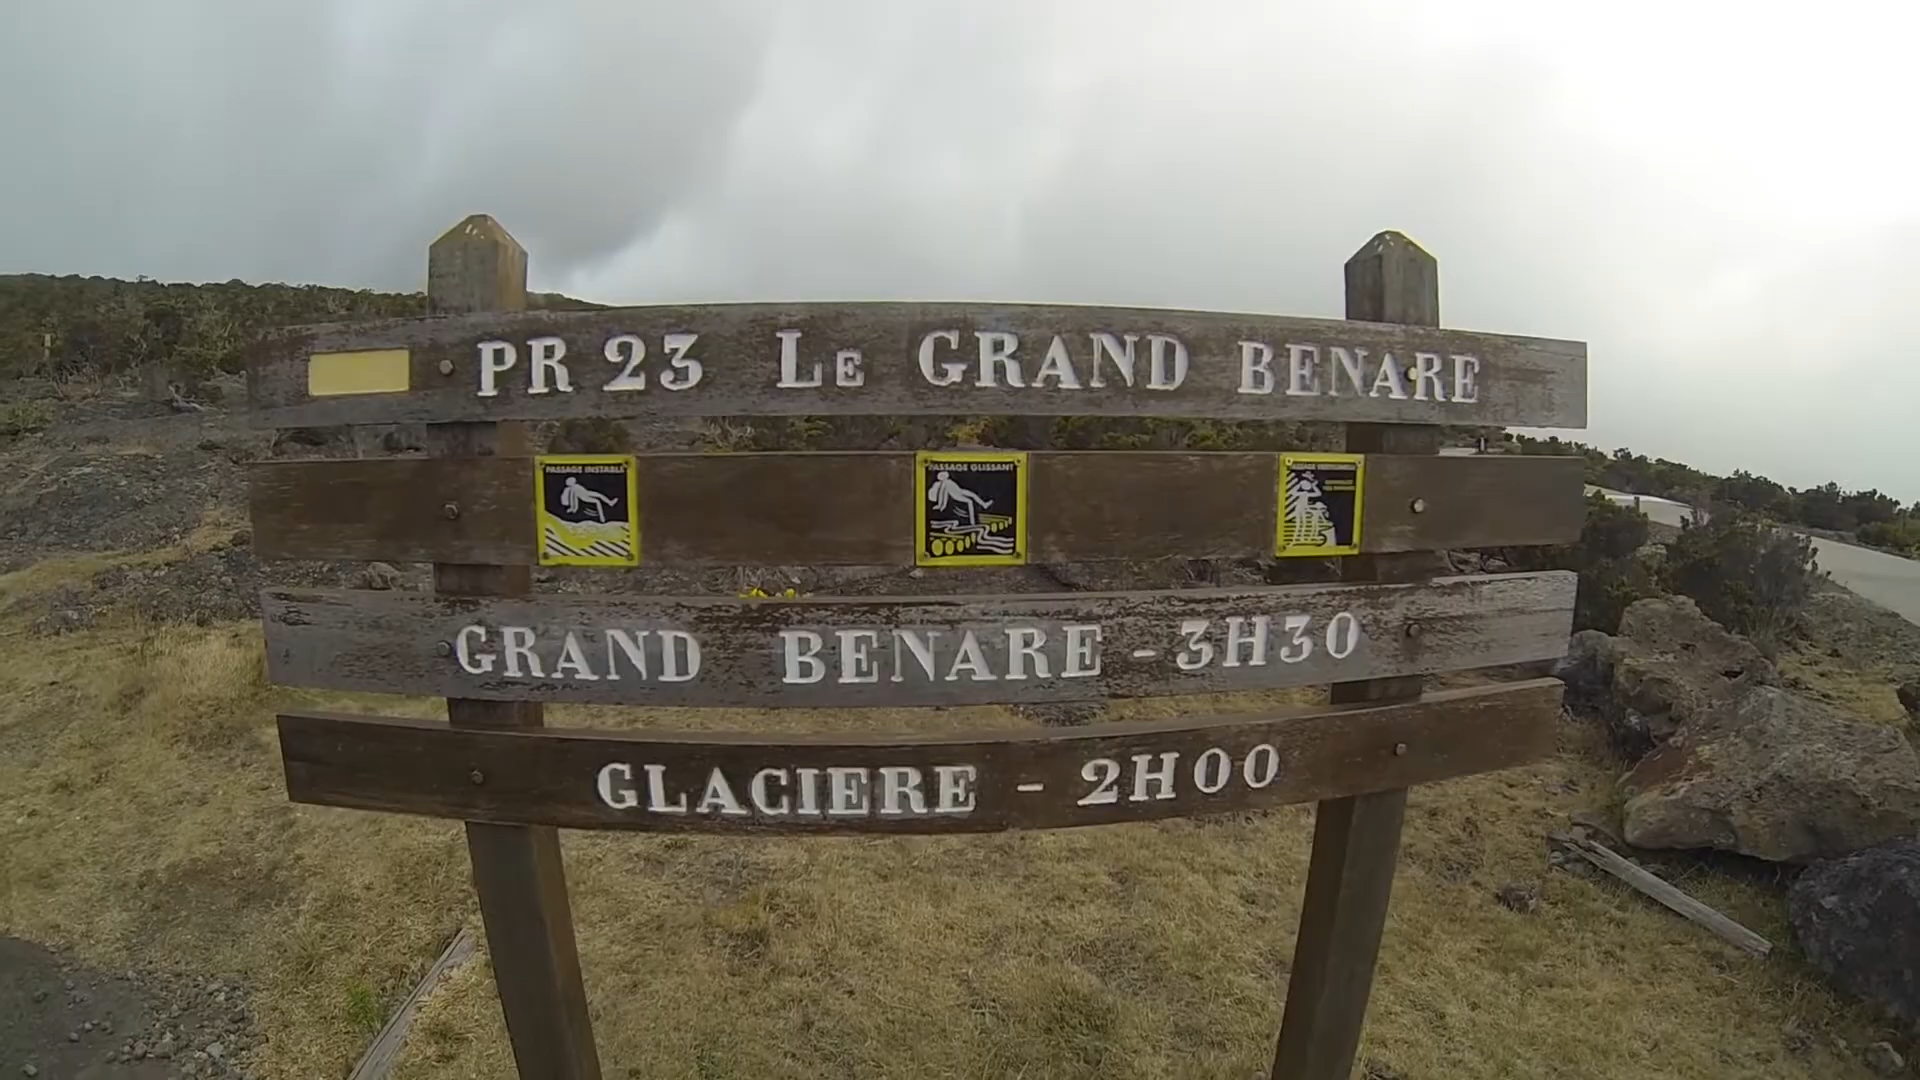 PR 23 LE GRAND BENARE
PASSAGE INSTABLE
PASSAGE GLISSANT
GRAND BENARE - 3H30
GLACIERE - 2H00